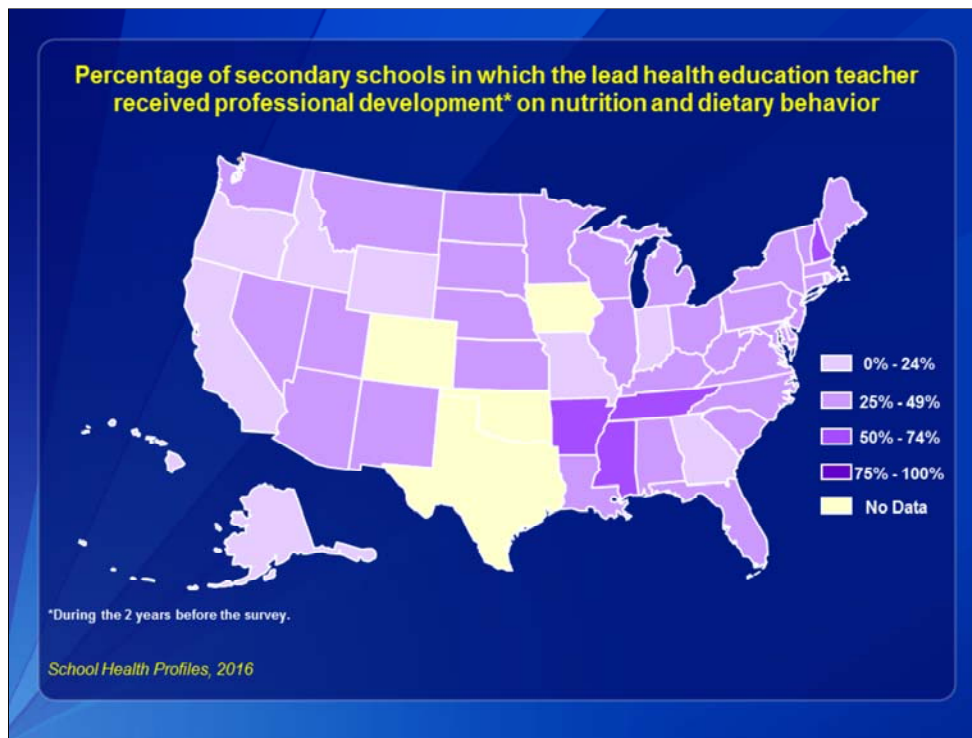 Percentage of secondary schools in which the lead health education teacher
received professional development* on nutrition and dietary behavior
0% - 24%
25% - 49%
50% - 74%
75% - 100%
No Data
*During the 2 years before the survey.
School Health Profiles, 2016